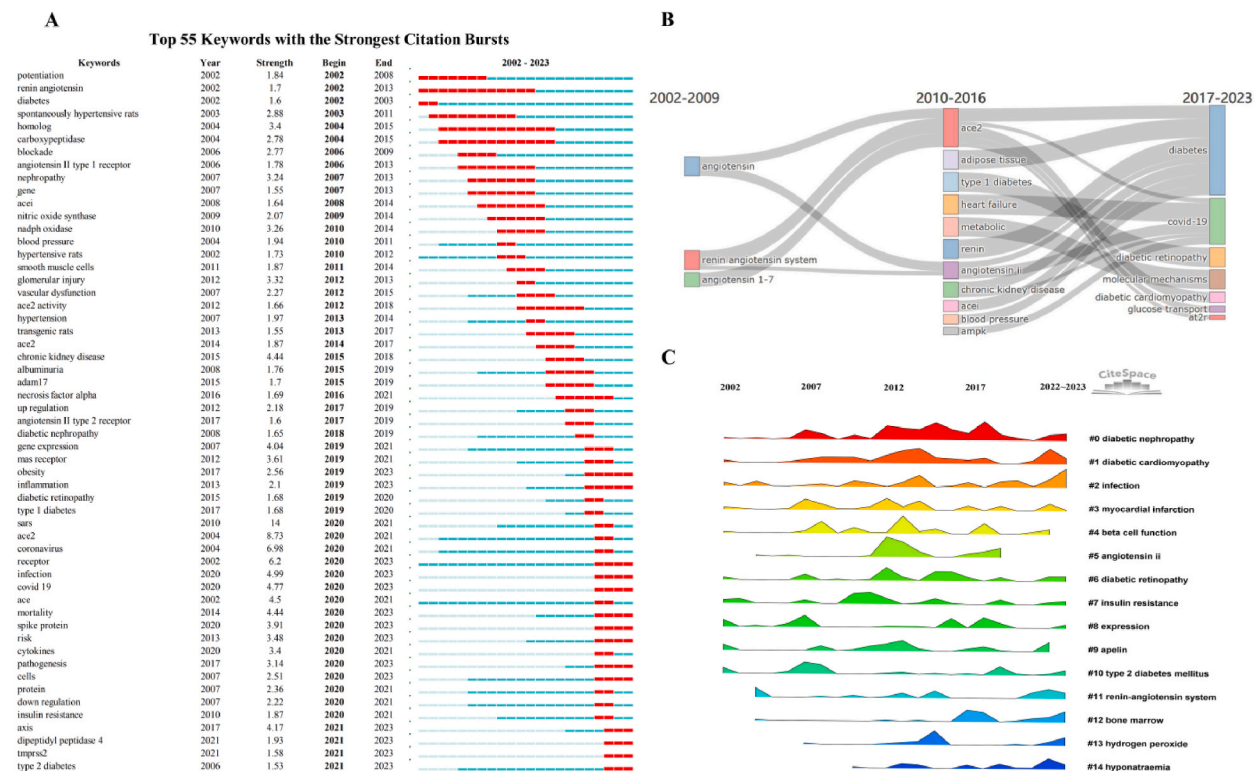 A
Top 55 Keywords with the Strongest Citation Bursts
Keywords Year Strength Begin End 2002 - 2023
potentiation 2002 1.84 2002 2008
renin angiotensin 2002 1.7 2002 2013
diabetes 2002 1.6 2002 2003
spontaneously hypertensive rats 2003 2.88 2003 2011
homolog 2004 3.4 2004 2015
carboxypeptidase 2004 2.78 2004 2015
blockade 2006 2.77 2006 2009
angiotensin II type 1 receptor 2006 1.78 2006 2013
nephropathy 2007 3.24 2007 2013
gene 2007 1.55 2007 2013
acei 2008 1.64 2008 2014
nitric oxide synthase 2009 2.07 2009 2014
nadph oxidase 2010 3.26 2010 2014
blood pressure 2004 1.94 2010 2011
hypertensive rats 2002 1.73 2010 2012
smooth muscle cells 2011 1.87 2011 2014
glomerular injury 2012 3.32 2012 2013
vascular dysfunction 2007 2.27 2012 2015
ace2 activity 2012 1.66 2012 2018
hypertension 2007 1.97 2013 2014
transgenic rats 2013 1.55 2013 2017
ace2 2014 1.87 2014 2017
chronic kidney disease 2015 4.44 2015 2018
albuminuria 2008 1.76 2015 2019
adam17 2015 1.7 2015 2019
necrosis factor alpha 2016 1.69 2016 2021
up regulation 2012 2.18 2017 2019
angiotensin II type 2 receptor 2017 1.6 2017 2019
diabetic nephropathy 2008 1.65 2018 2019
gene expression 2007 4.04 2019 2021
mas receptor 2012 3.61 2019 2021
obesity 2017 2.56 2019 2023
inflammation 2013 2.1 2019 2023
diabetic retinopathy 2015 1.68 2019 2020
type 1 diabetes 2017 1.68 2019 2020
sars 2010 14 2020 2021
ace2 2004 8.73 2020 2021
coronavirus 2004 6.98 2020 2021
receptor 2002 6.2 2020 2023
infection 2020 4.99 2020 2023
covid 19 2020 4.77 2020 2023
ace 2002 4.5 2020 2021
mortality 2014 4.44 2020 2023
spike protein 2020 3.91 2020 2023
risk 2013 3.48 2020 2023
cytokines 2020 3.4 2020 2021
pathogenesis 2017 3.14 2020 2023
cells 2007 2.51 2020 2023
protein 2007 2.36 2020 2021
down regulation 2007 2.22 2020 2021
insulin resistance 2010 1.87 2020 2021
axis 2017 4.17 2021 2023
dipeptidyl peptidase 4 2021 1.93 2021 2023
tmprss2 2021 1.58 2021 2023
type 2 diabetes 2006 1.53 2021 2023
B
2002-2009 2010-2016 2017-2023
angiotensin
renin angiotensin system
angiotensin 1-7
ace2
adipose tissue
type 1 diabetes
heart failure
metabolic
renin
angiotensin ii
chronic kidney disease
acei
blood pressure
ampk
diabetes
covid-19
diabetic retinopathy
molecular mechanisms
diabetic cardiomyopathy
glucose transport
at2r
C
CiteSpace
2002 2007 2012 2017 2022-2023
#0 diabetic nephropathy
#1 diabetic cardiomyopathy
#2 infection
#3 myocardial infarction
#4 beta cell function
#5 angiotensin ii
#6 diabetic retinopathy
#7 insulin resistance
#8 expression
#9 apelin
#10 type 2 diabetes mellitus
#11 renin-angiotensin system
#12 bone marrow
#13 hydrogen peroxide
#14 hyponatraemia